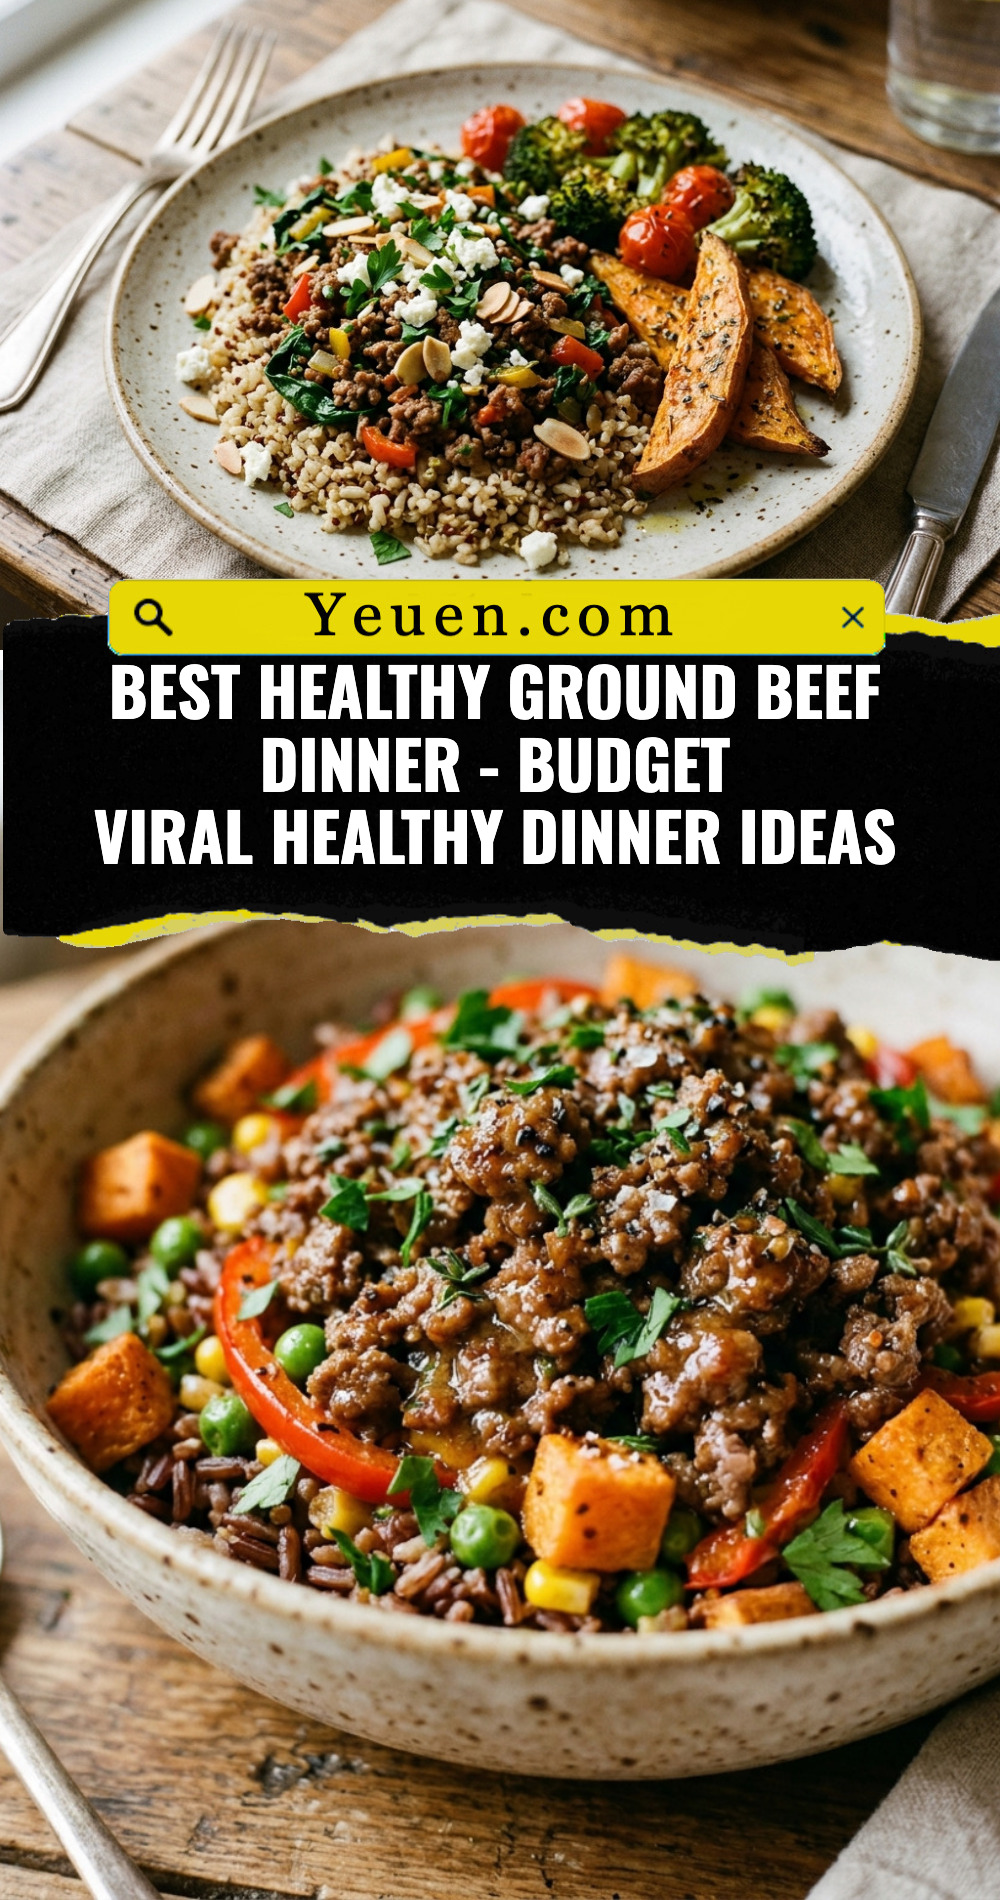 Yeuen.com
BEST HEALTHY GROUND BEEF
DINNER - BUDGET
VIRAL HEALTHY DINNER IDEAS